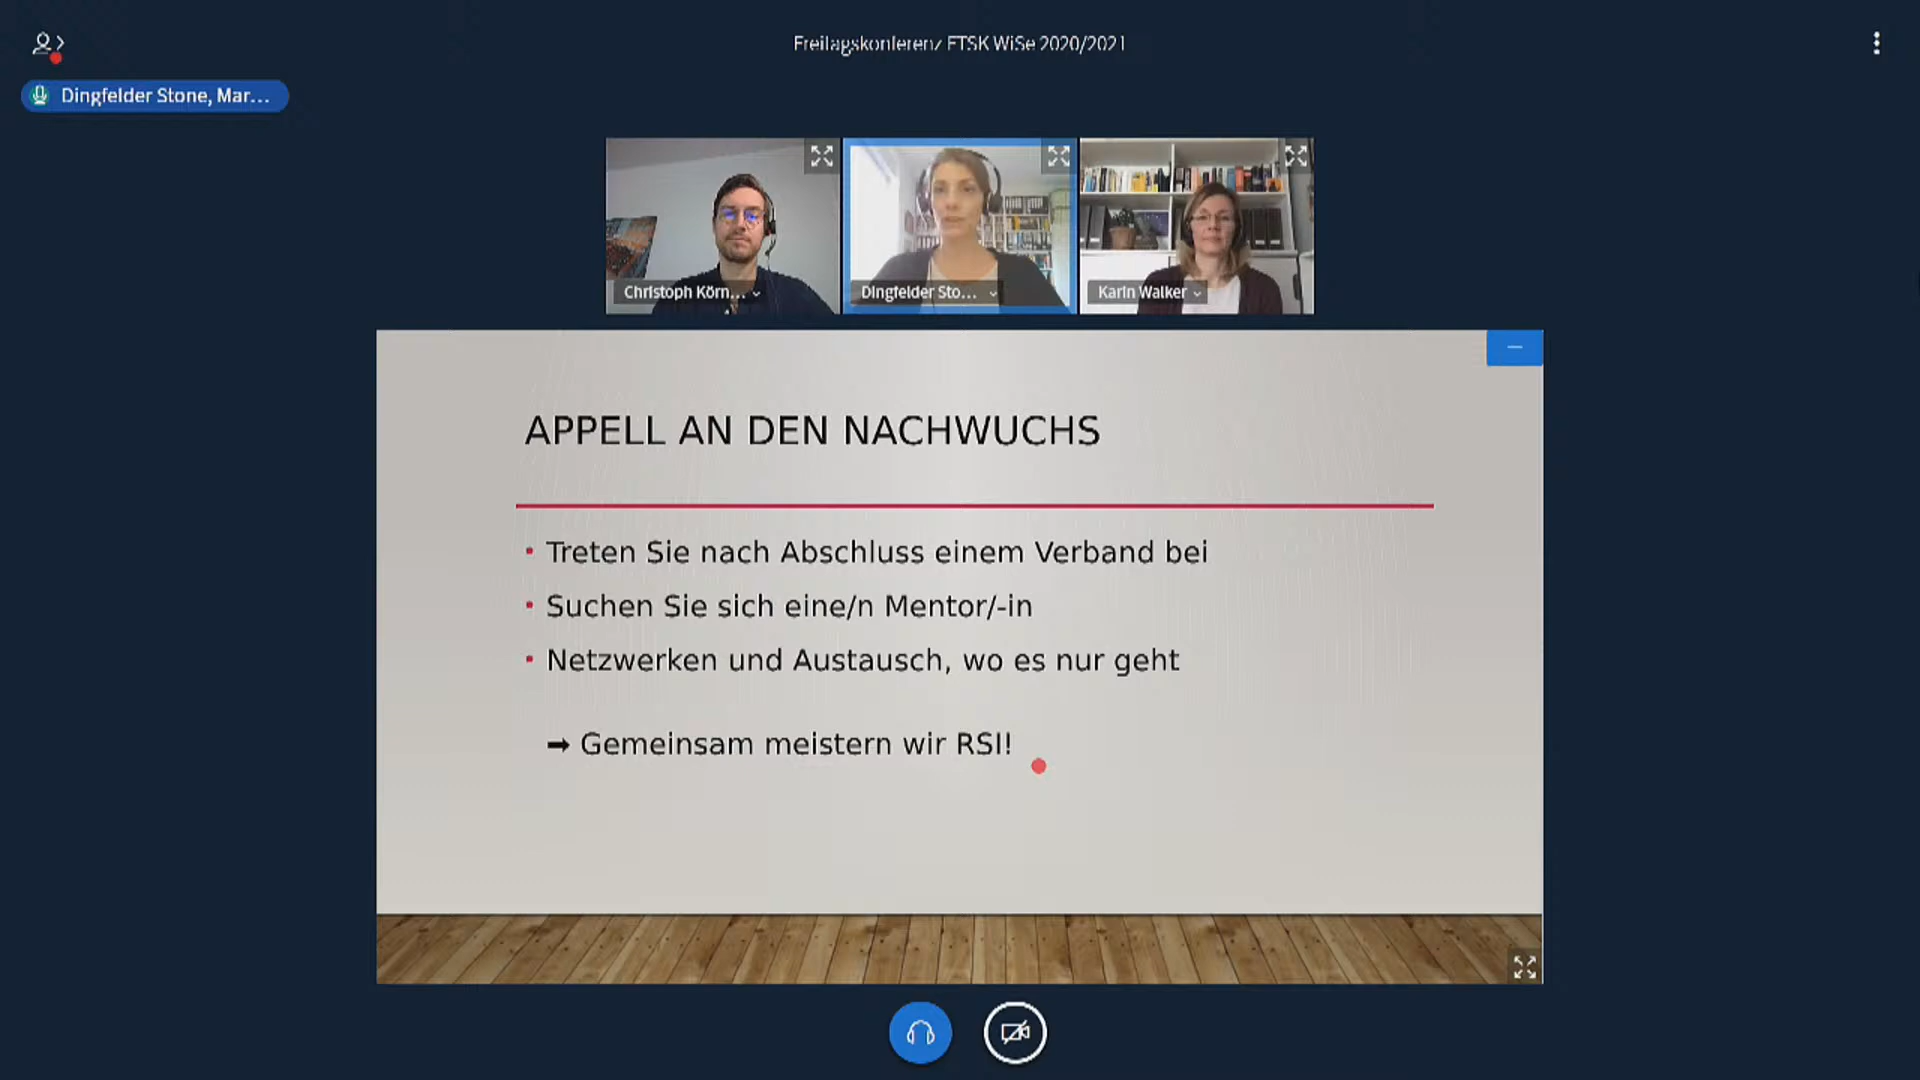 Freitagskonferenz FTSK WiSe 2020/2021
Dingfelder Stone, Mar...
Christoph Körn...
Dingfelder Sto...
Karin Walker
APPELL AN DEN NACHWUCHS
• Treten Sie nach Abschluss einem Verband bei
• Suchen Sie sich eine/n Mentor/-in
• Netzwerken und Austausch, wo es nur geht
➡ Gemeinsam meistern wir RSI!